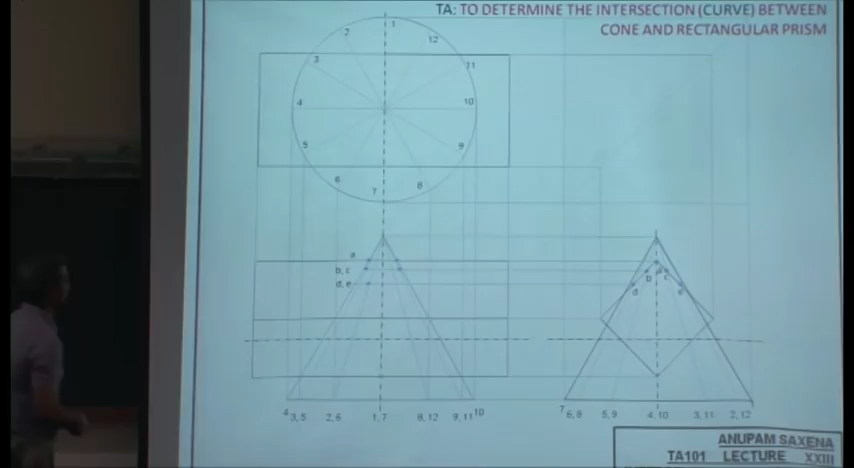 TA: TO DETERMINE THE INTERSECTION (CURVE) BETWEEN
CONE AND RECTANGULAR PRISM
1
2
12
3
11
4
10
5
9
6
7
8
a
b, c
d, e
a
b
c
d
e
4
3, 5
2, 6
1, 7
8, 12
9, 11
10
7
6, 8
5, 9
4, 10
3, 11
2, 12
ANUPAM SAXENA
TA101 LECTURE XXIII